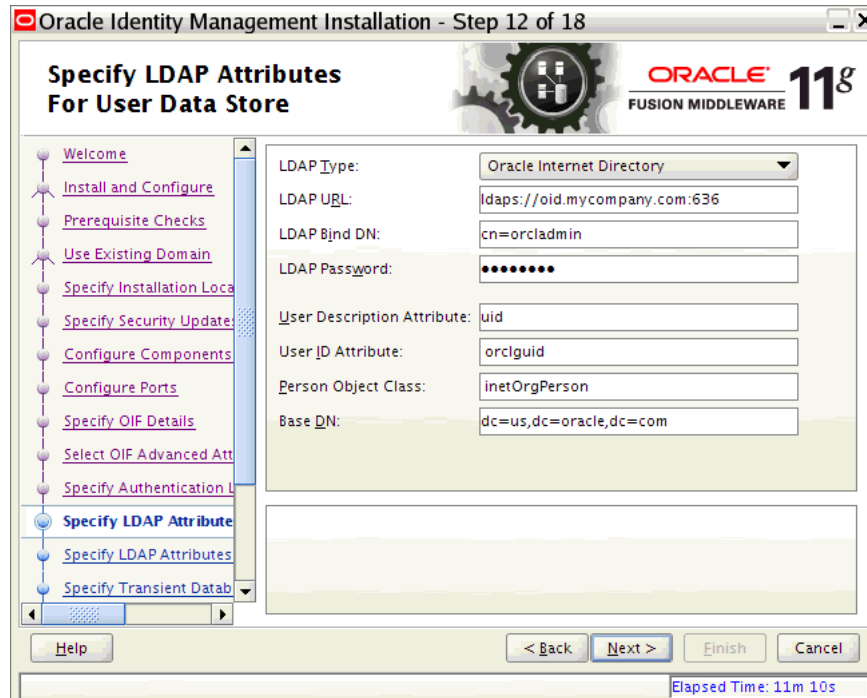 Oracle Identity Management Installation - Step 12 of 18
Specify LDAP Attributes
For User Data Store
ORACLE
FUSION MIDDLEWARE 11g
Welcome
Install and Configure
Prerequisite Checks
Use Existing Domain
Specify Installation Loca
Specify Security Updates
Configure Components
Configure Ports
Specify OIF Details
Select OIF Advanced Att
Specify Authentication L
Specify LDAP Attribute
Specify LDAP Attributes
Specify Transient Datab
LDAP Type: Oracle Internet Directory
LDAP URL: ldaps://oid.mycompany.com:636
LDAP Bind DN: cn=orcladmin
LDAP Password: ••••••••
User Description Attribute: uid
User ID Attribute: orclguid
Person Object Class: inetOrgPerson
Base DN: dc=us,dc=oracle,dc=com
Help
< Back
Next >
Finish
Cancel
Elapsed Time: 11m 10s